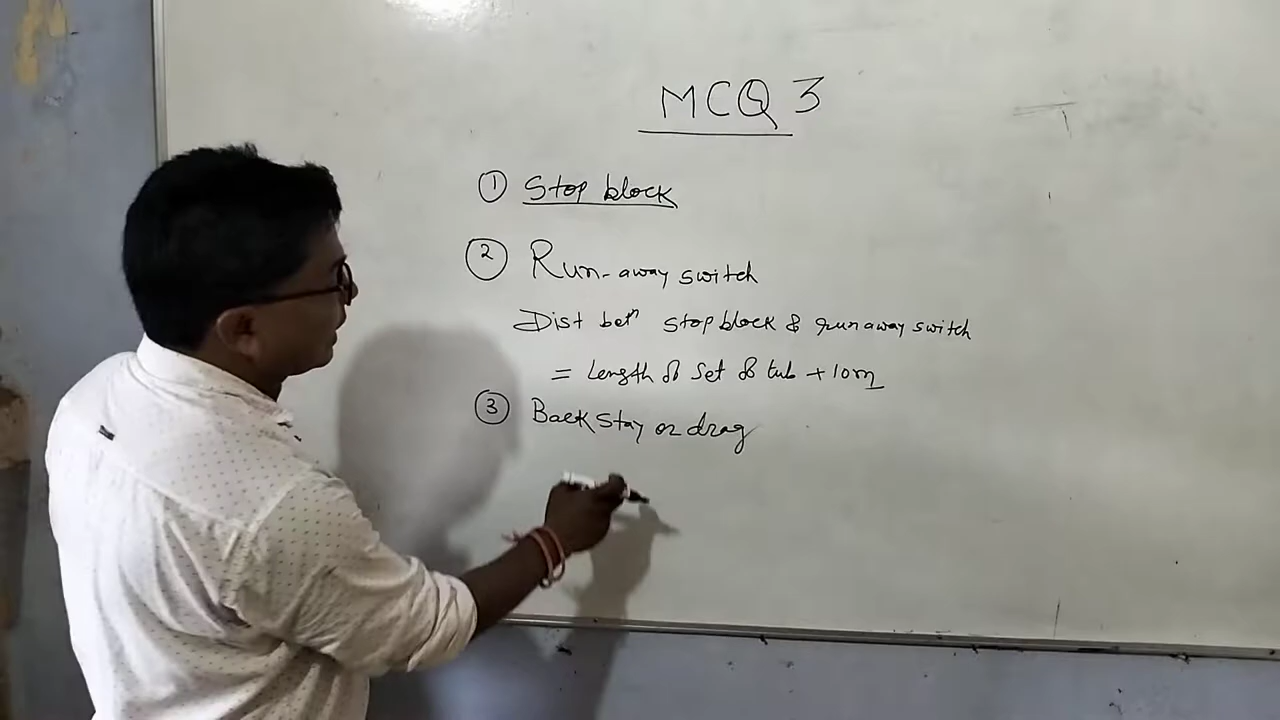 MCQ 3
① Stop block
② Run-away switch
Dist betⁿ stop block & runaway switch
= Length of Set of tub + 10m
③ Back stay or drag